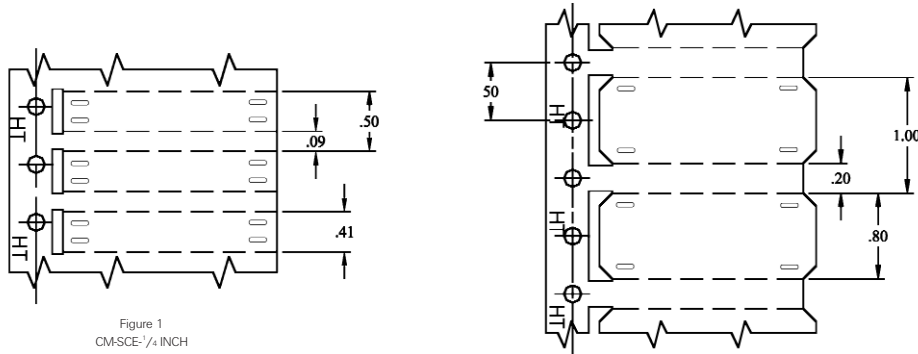 HT
HT
.50
.09
.41
Figure 1
CM-SCE-1/4 INCH
50
HT
HT
HT
1.00
.20
.80